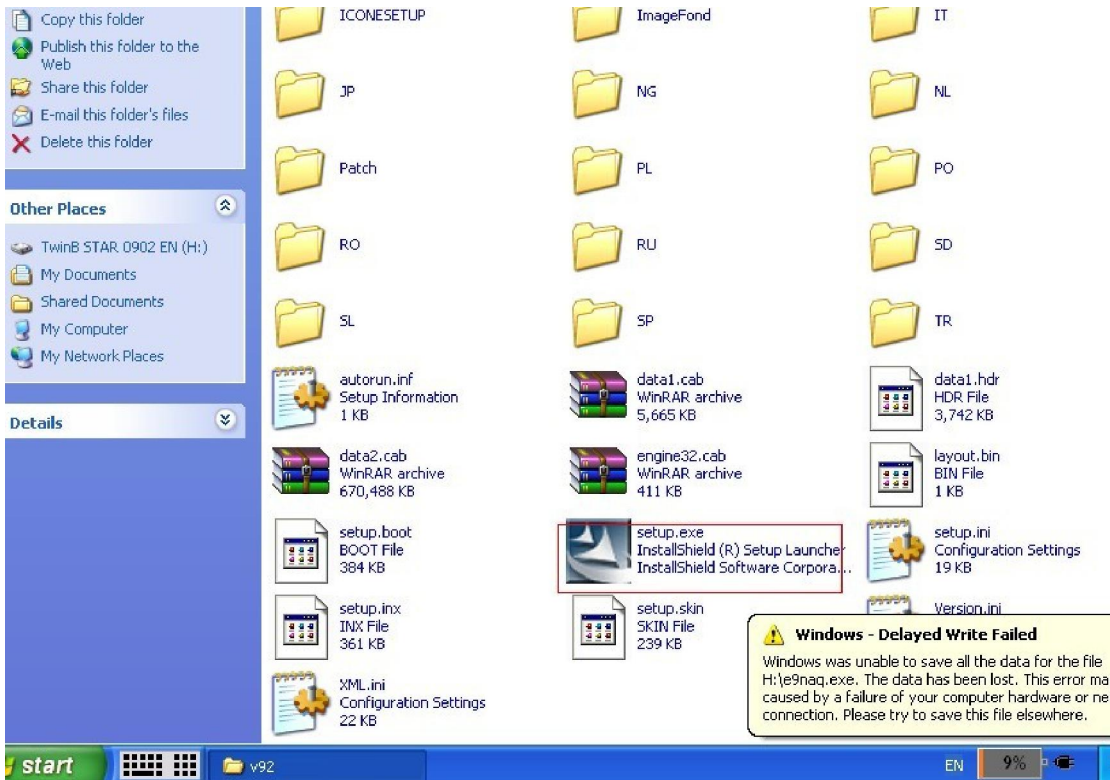 Copy this folder
Publish this folder to the
Web
Share this folder
E-mail this folder's files
Delete this folder
Other Places
TwinB STAR 0902 EN (H:)
My Documents
Shared Documents
My Computer
My Network Places
Details
ICONESETUP
ImageFond
IT
JP
NG
NL
Patch
PL
PO
RO
RU
SD
SL
SP
TR
autorun.inf
Setup Information
1 KB
data1.cab
WinRAR archive
5,665 KB
data1.hdr
HDR File
3,742 KB
data2.cab
WinRAR archive
670,488 KB
engine32.cab
WinRAR archive
411 KB
layout.bin
BIN File
1 KB
setup.boot
BOOT File
384 KB
setup.exe
InstallShield (R) Setup Launcher
InstallShield Software Corpora...
setup.ini
Configuration Settings
19 KB
setup.inx
INX File
361 KB
setup.skin
SKIN File
239 KB
Version.ini
XML.ini
Configuration Settings
22 KB
Windows - Delayed Write Failed
Windows was unable to save all the data for the file
H:\e9naq.exe. The data has been lost. This error ma
caused by a failure of your computer hardware or ne
connection. Please try to save this file elsewhere.
start
v92
EN
9%